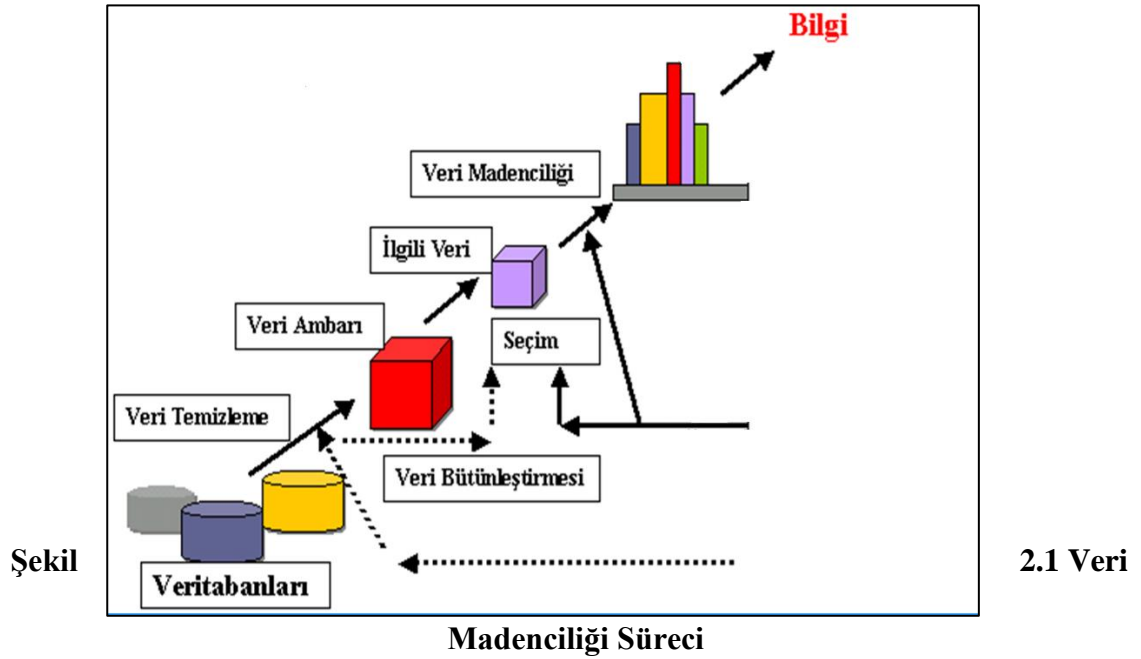 Bilgi
Veri Madenciliği
İlgili Veri
Veri Ambarı
Seçim
Veri Temizleme
Veri Bütünleştirmesi
Veritabanları
Şekil 2.1 Veri
Madenciliği Süreci